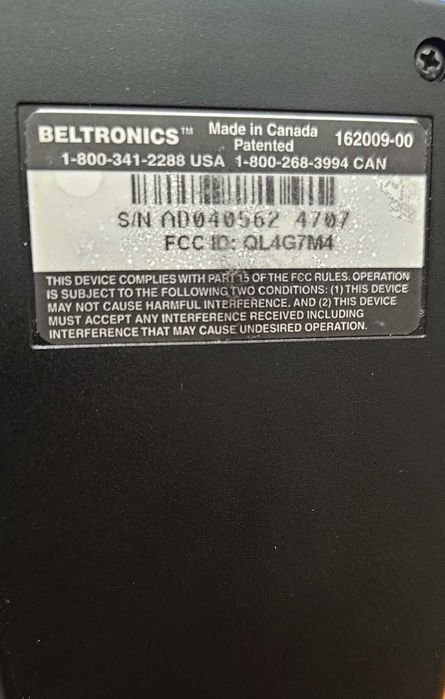 BELTRONICS™ Made in Canada 162009-00
Patented
1-800-341-2288 USA 1-800-268-3994 CAN
S/N AD040562 4707
FCC ID: QL4G7M4
THIS DEVICE COMPLIES WITH PART 15 OF THE FCC RULES. OPERATION
IS SUBJECT TO THE FOLLOWING TWO CONDITIONS: (1) THIS DEVICE
MAY NOT CAUSE HARMFUL INTERFERENCE, AND (2) THIS DEVICE
MUST ACCEPT ANY INTERFERENCE RECEIVED INCLUDING
INTERFERENCE THAT MAY CAUSE UNDESIRED OPERATION.